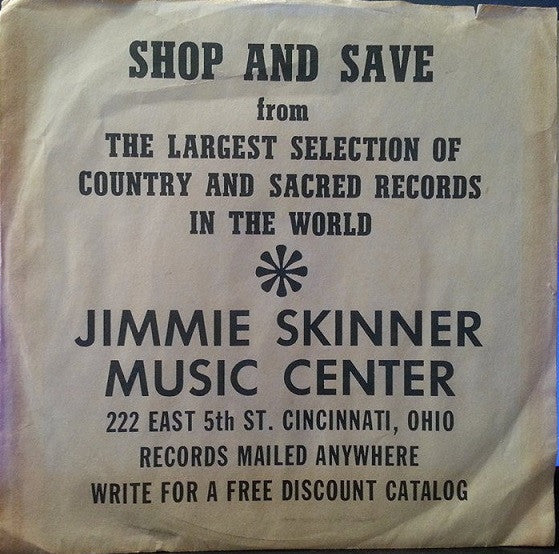 SHOP AND SAVE
from
THE LARGEST SELECTION OF
COUNTRY AND SACRED RECORDS
IN THE WORLD
JIMMIE SKINNER
MUSIC CENTER
222 EAST 5th ST. CINCINNATI, OHIO
RECORDS MAILED ANYWHERE
WRITE FOR A FREE DISCOUNT CATALOG